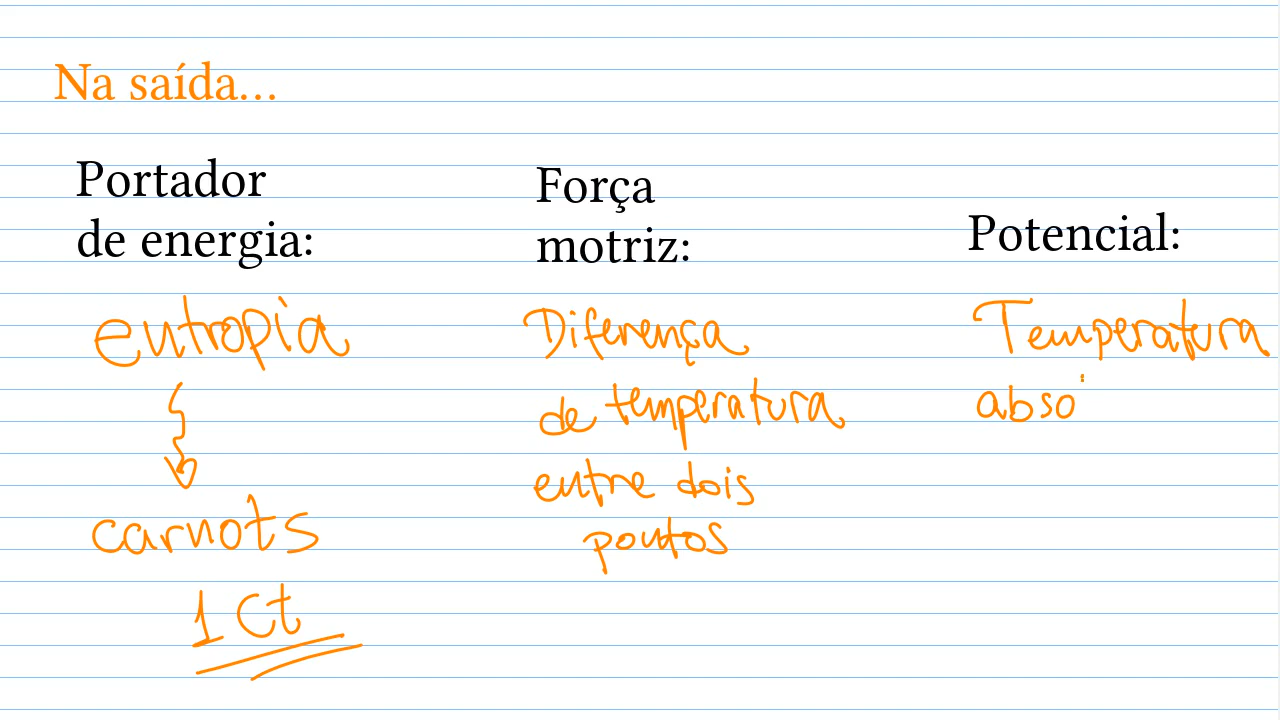 Na saída...
Portador
de energia:
entropia
carnots
1 Ct
Força
motriz:
Diferença
de temperatura
entre dois
pontos
Potencial:
Temperatura
abso